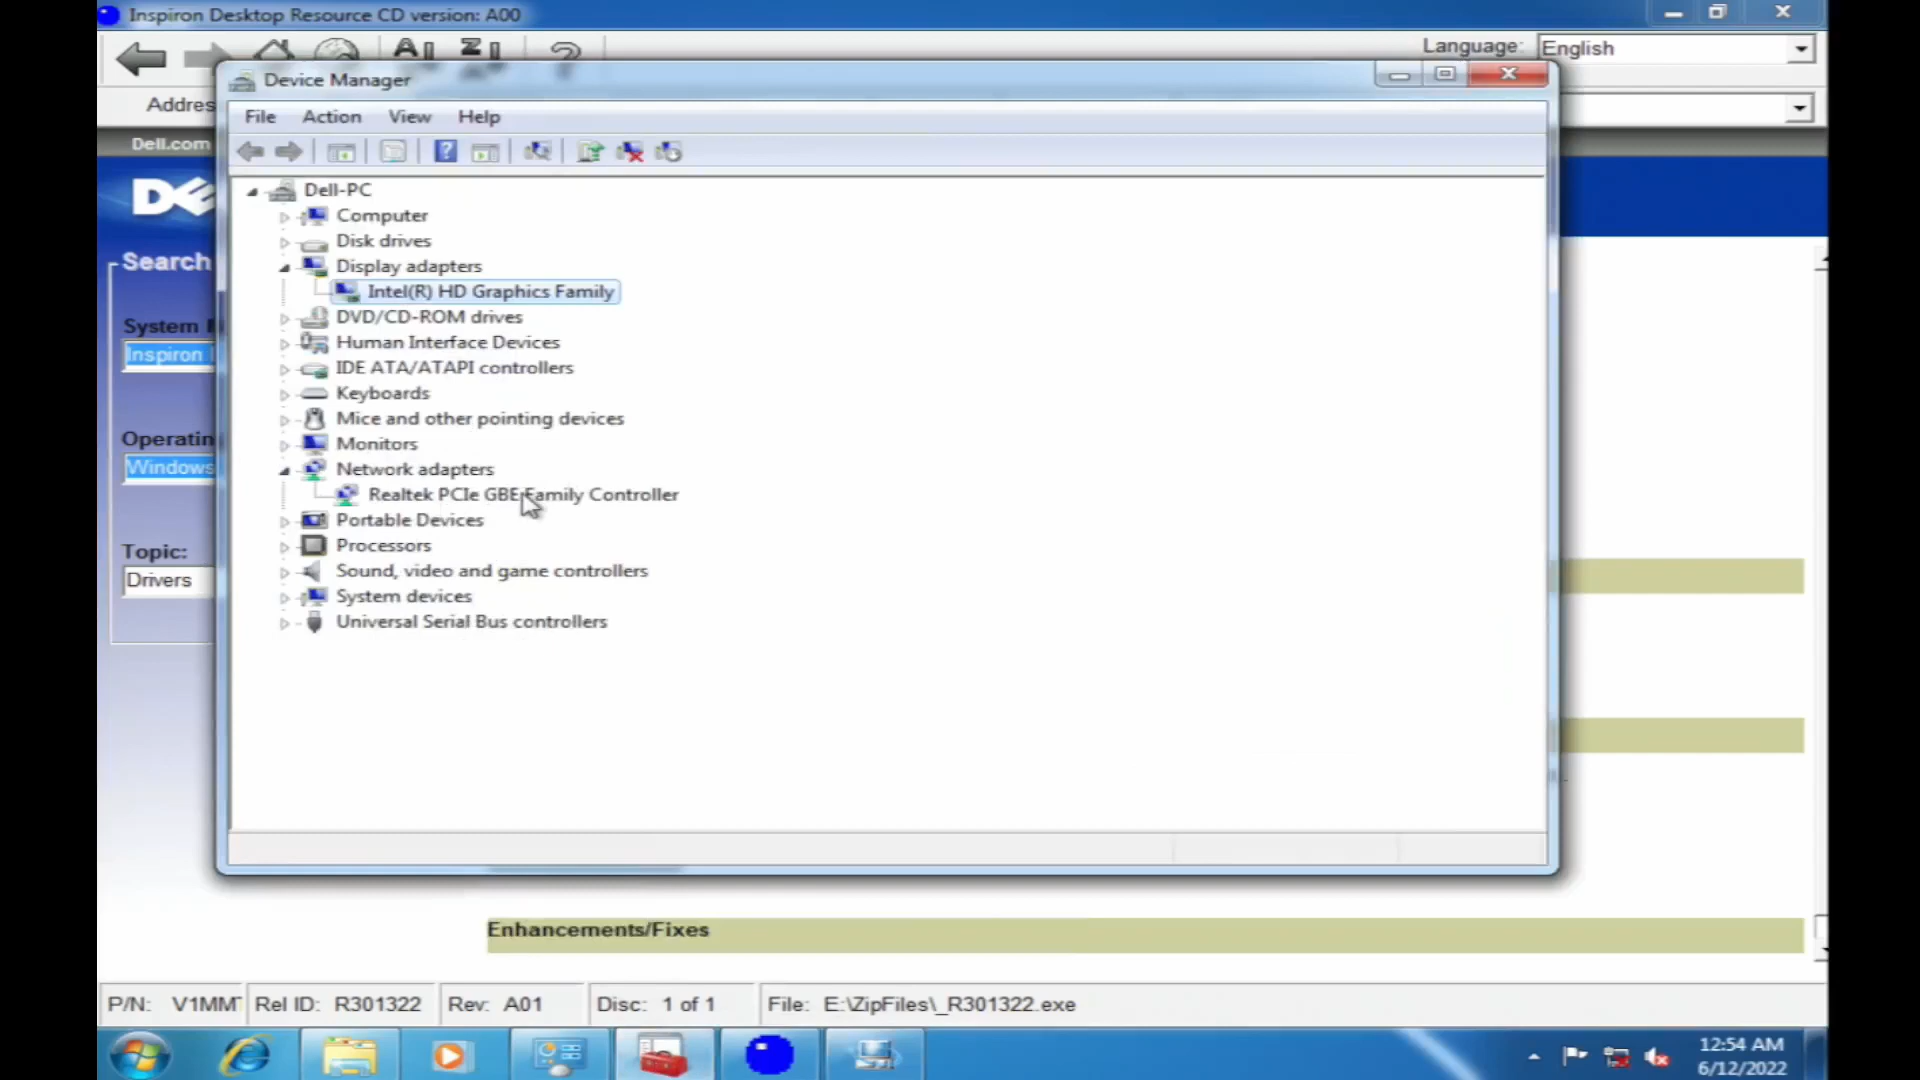 Inspiron Desktop Resource CD version: A00
Language: English
Addres
Device Manager
File Action View Help
Dell.com
Dell-PC
Computer
Disk drives
Display adapters
Intel(R) HD Graphics Family
DVD/CD-ROM drives
Human Interface Devices
IDE ATA/ATAPI controllers
Keyboards
Mice and other pointing devices
Monitors
Network adapters
Realtek PCIe GBE Family Controller
Portable Devices
Processors
Sound, video and game controllers
System devices
Universal Serial Bus controllers
DE
Search
System
Inspiron
Operatin
Windows
Topic:
Drivers
Enhancements/Fixes
P/N: V1MM Rel ID: R301322 Rev: A01 Disc: 1 of 1 File: E:\ZipFiles\_R301322.exe
12:54 AM
6/12/2022